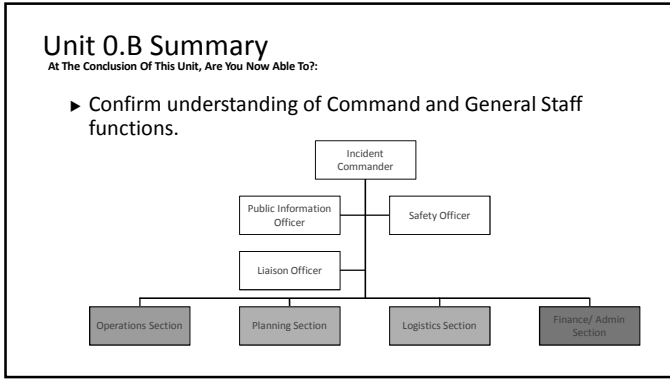 Unit 0.B Summary
At The Conclusion Of This Unit, Are You Now Able To?:
▶ Confirm understanding of Command and General Staff
functions.
Incident
Commander
Public Information
Officer
Safety Officer
Liaison Officer
Operations Section
Planning Section
Logistics Section
Finance/ Admin
Section